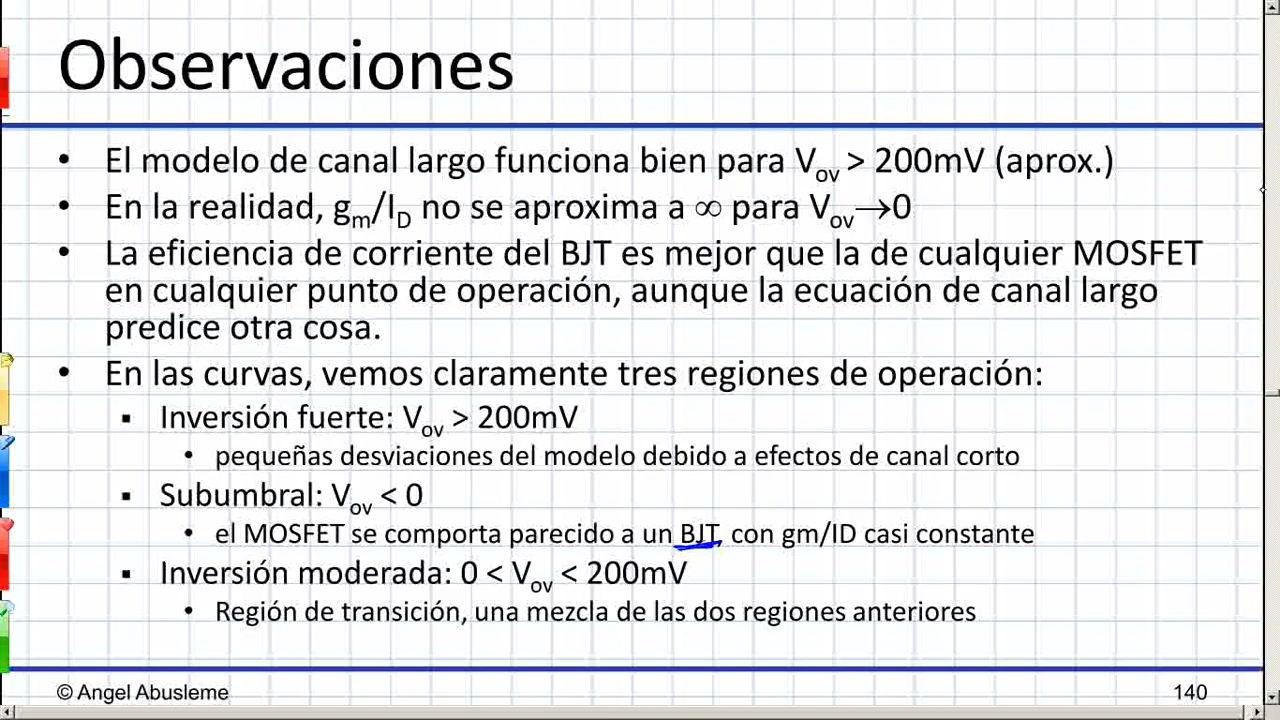 Observaciones
• El modelo de canal largo funciona bien para Vov > 200mV (aprox.)
• En la realidad, gm/ID no se aproxima a ∞ para Vov→0
• La eficiencia de corriente del BJT es mejor que la de cualquier MOSFET
en cualquier punto de operación, aunque la ecuación de canal largo
predice otra cosa.
• En las curvas, vemos claramente tres regiones de operación:
▪ Inversión fuerte: Vov > 200mV
• pequeñas desviaciones del modelo debido a efectos de canal corto
▪ Subumbral: Vov < 0
• el MOSFET se comporta parecido a un BJT, con gm/ID casi constante
▪ Inversión moderada: 0 < Vov < 200mV
• Región de transición, una mezcla de las dos regiones anteriores
© Angel Abusleme
140